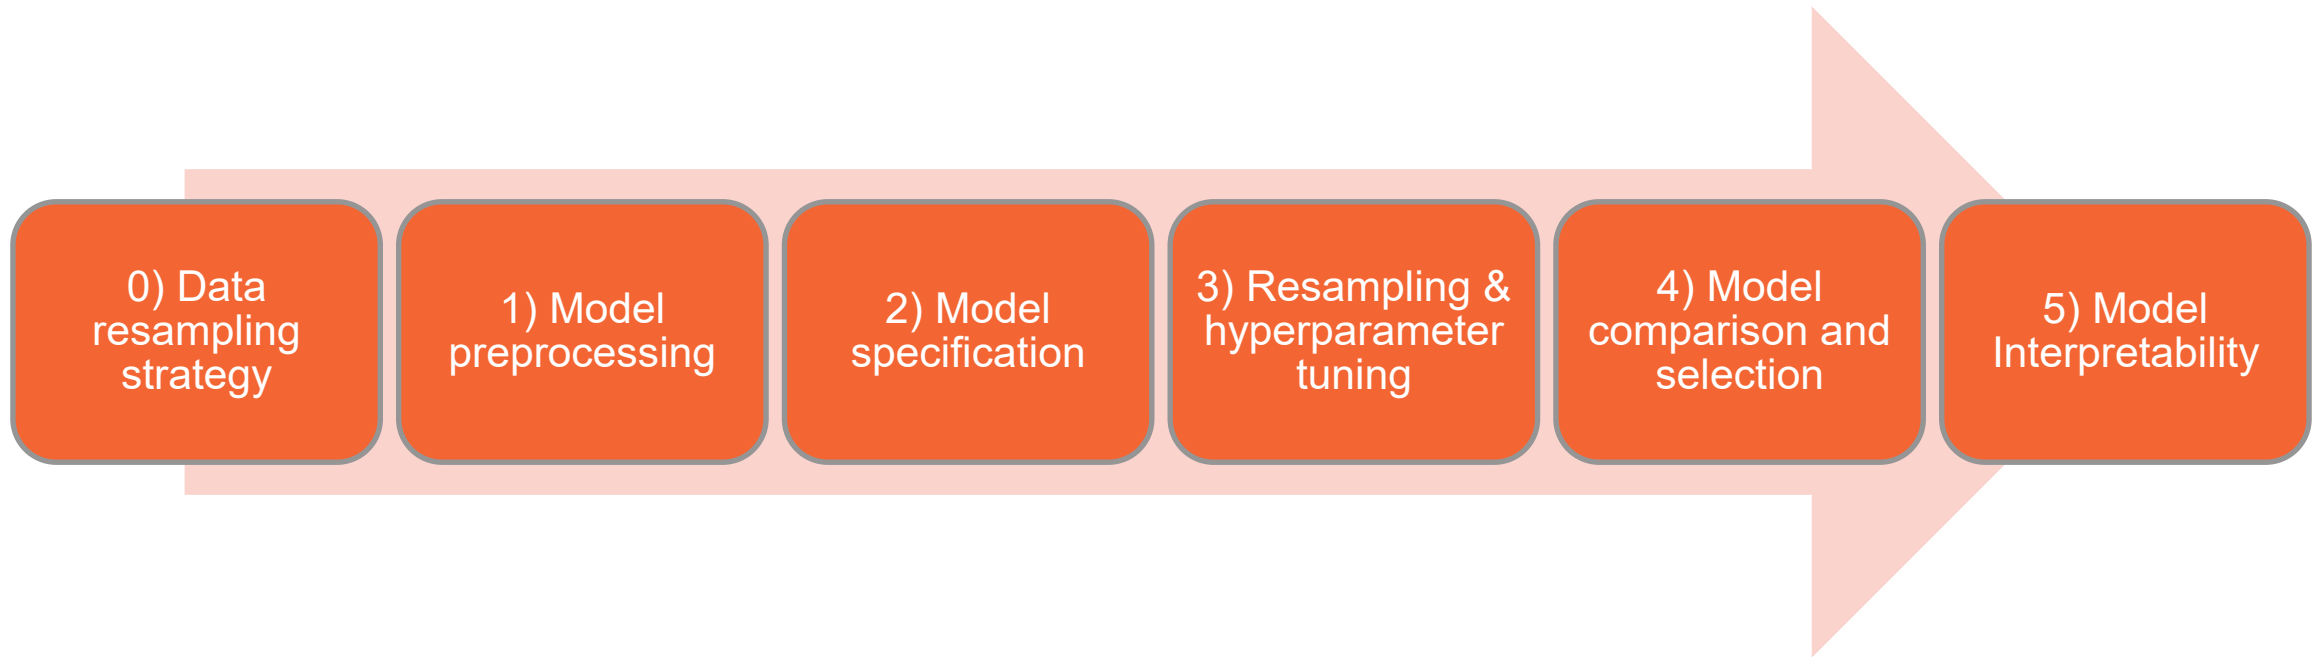 0) Data
resampling
strategy
1) Model
preprocessing
2) Model
specification
3) Resampling &
hyperparameter
tuning
4) Model
comparison and
selection
5) Model
Interpretability